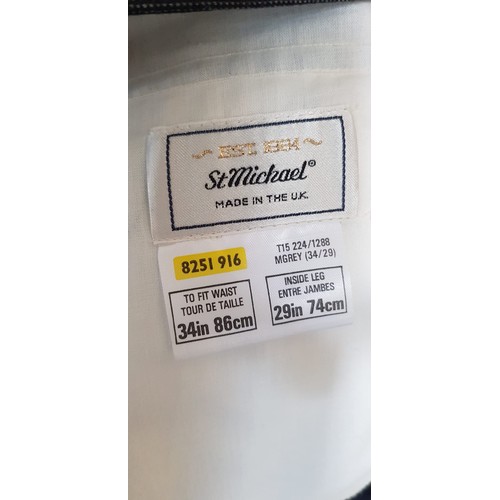 ~ EST. 1884 ~
St Michael®
MADE IN THE U.K.
8251 916
T15 224/1288
MGREY (34/29)
TO FIT WAIST
TOUR DE TAILLE
34in 86cm
INSIDE LEG
ENTRE JAMBES
29in 74cm